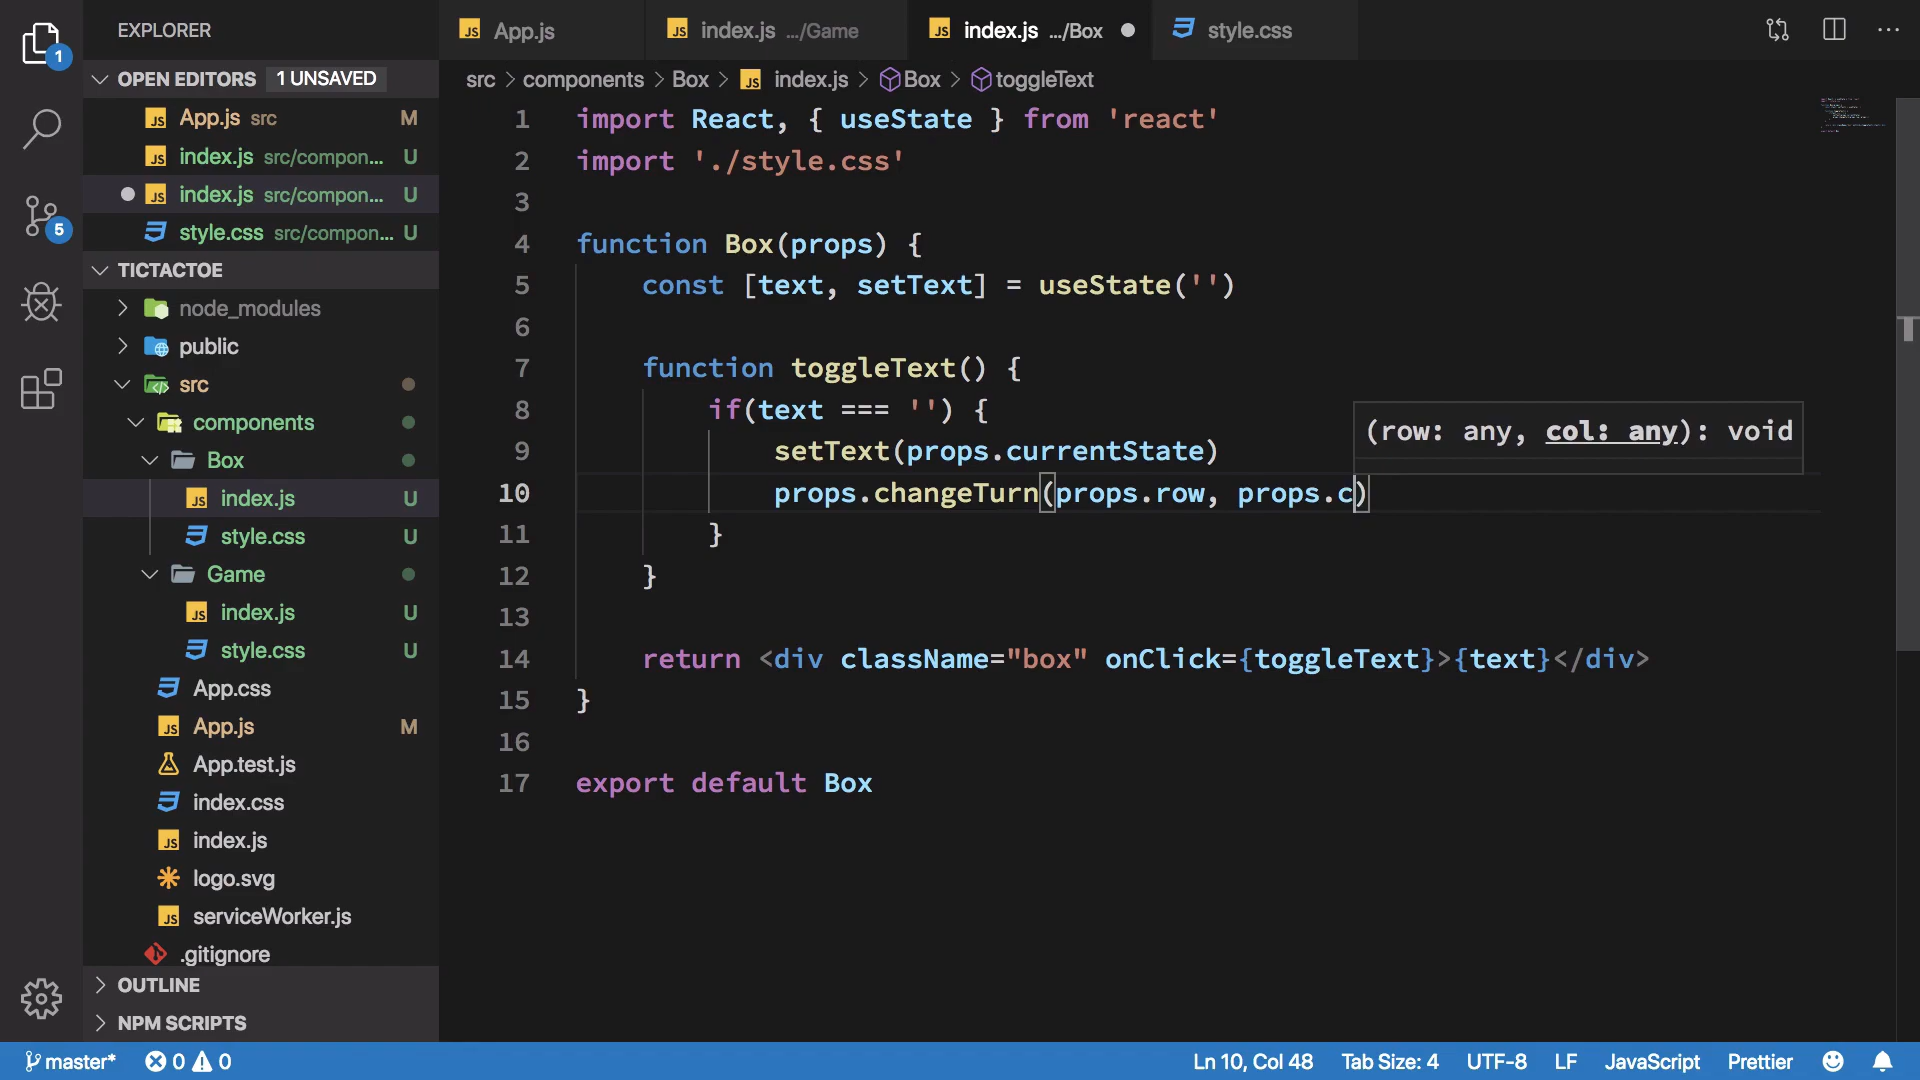 EXPLORER
App.js
index.js .../Game
index.js .../Box
style.css
1
OPEN EDITORS 1 UNSAVED
src > components > Box > index.js > Box > toggleText
App.js src M
index.js src/compon... U
index.js src/compon... U
style.css src/compon... U
5
TICTACTOE
node_modules
public
src
components
Box
index.js U
style.css U
Game
index.js U
style.css U
App.css
App.js M
App.test.js
index.css
index.js
logo.svg
serviceWorker.js
.gitignore
OUTLINE
NPM SCRIPTS
1 import React, { useState } from 'react'
2 import './style.css'
3
4 function Box(props) {
5 const [text, setText] = useState('')
6
7 function toggleText() {
8 if(text === '') {
(row: any, col: any): void
9 setText(props.currentState)
10 props.changeTurn(props.row, props.c)
11 }
12 }
13
14 return <div className="box" onClick={toggleText}>{text}</div>
15 }
16
17 export default Box
master* 0 0 Ln 10, Col 48 Tab Size: 4 UTF-8 LF JavaScript Prettier